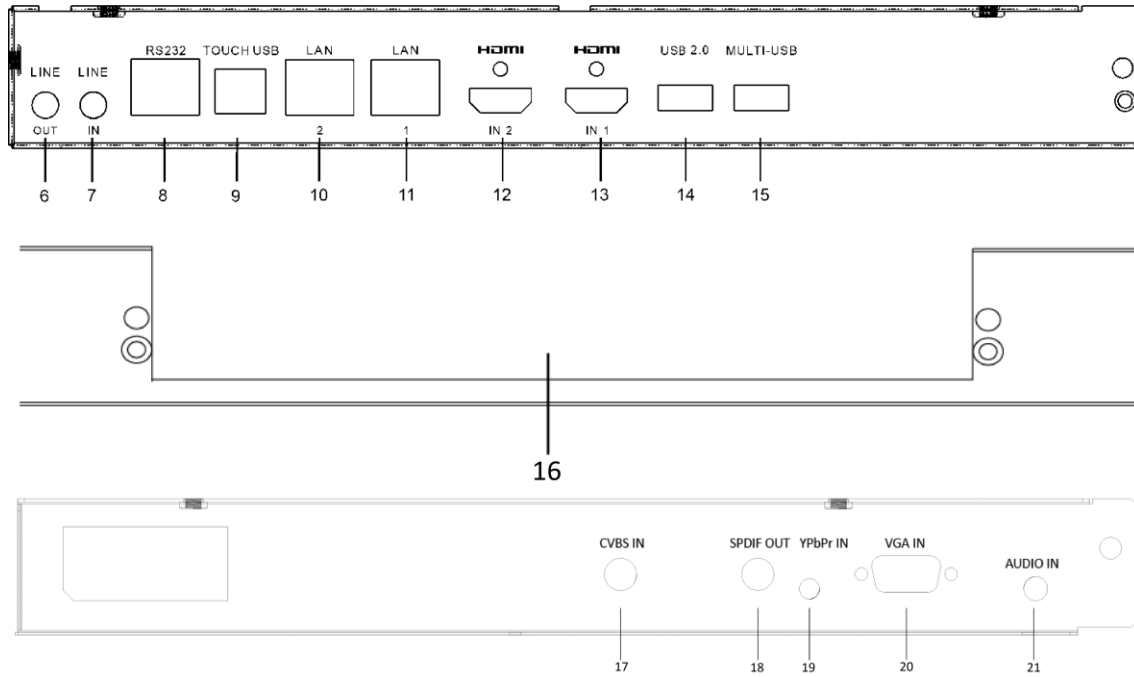 RS232 TOUCH USB LAN LAN HDMI HDMI USB 2.0 MULTI-USB
LINE LINE
OUT IN 2 1 IN 2 IN 1
6 7 8 9 10 11 12 13 14 15
16
CVBS IN SPDIF OUT YPbPr IN VGA IN AUDIO IN
17 18 19 20 21